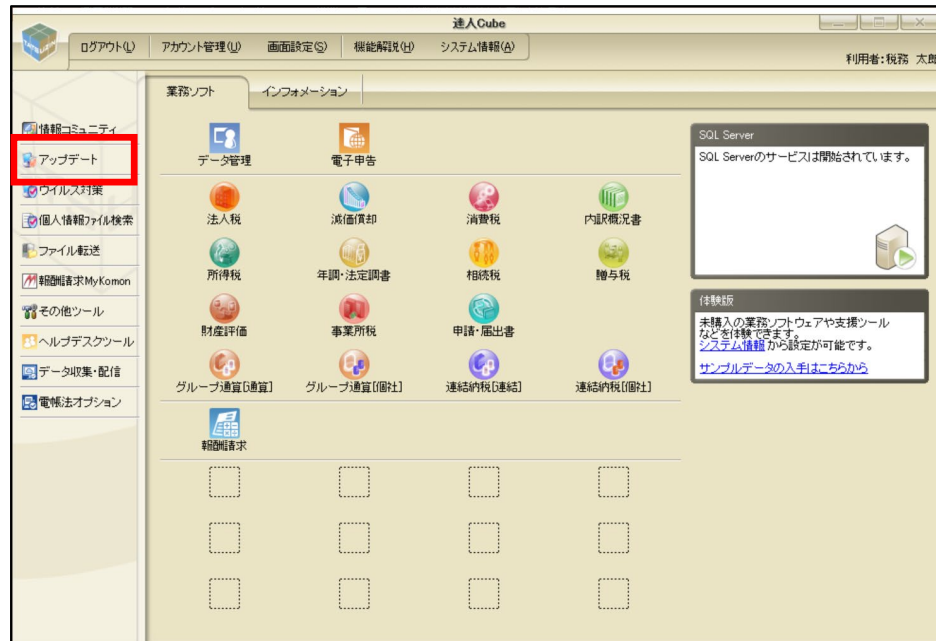 達人Cube
ログアウト(L)
アカウント管理(U)
画面設定(S)
機能解説(H)
システム情報(A)
利用者:税務 太郎
業務ソフト
インフォメーション
情報コミュニティ
アップデート
ウイルス対策
個人情報ファイル検索
ファイル転送
報酬請求MyKomon
その他ツール
ヘルプデスクツール
データ収集・配信
電帳法オプション
データ管理
電子申告
法人税
減価償却
消費税
内訳概況書
所得税
年調・法定調書
相続税
贈与税
財産評価
事業所税
申請・届出書
グループ通算[通算]
グループ通算[個社]
連結納税[連結]
連結納税[個社]
報酬請求
SQL Server
SQL Serverのサービスは開始されています。
体験版
未購入の業務ソフトウェアや支援ツール
などを体験できます。
システム情報 から設定が可能です。
サンプルデータの入手はこちらから